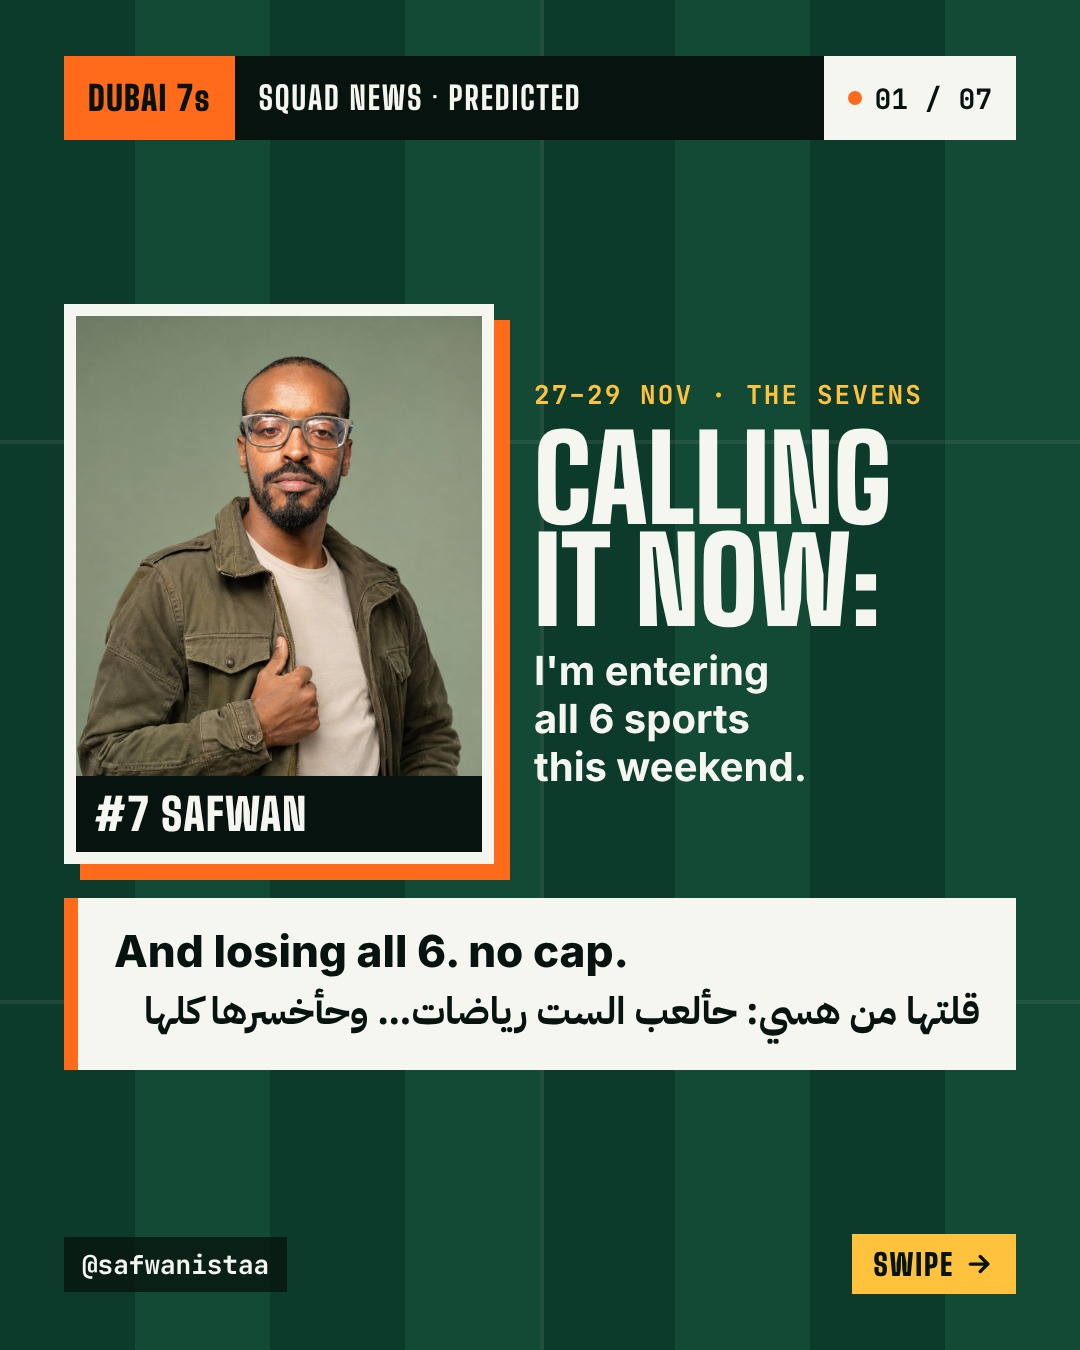 DUBAI 7s
SQUAD NEWS · PREDICTED
01 / 07
27–29 NOV · THE SEVENS
CALLING
IT NOW:
I'm entering
all 6 sports
this weekend.
#7 SAFWAN
And losing all 6. no cap.
قلتها من هسي: حألعب الست رياضات... وحأخسرها كلها
@safwanistaa
SWIPE →